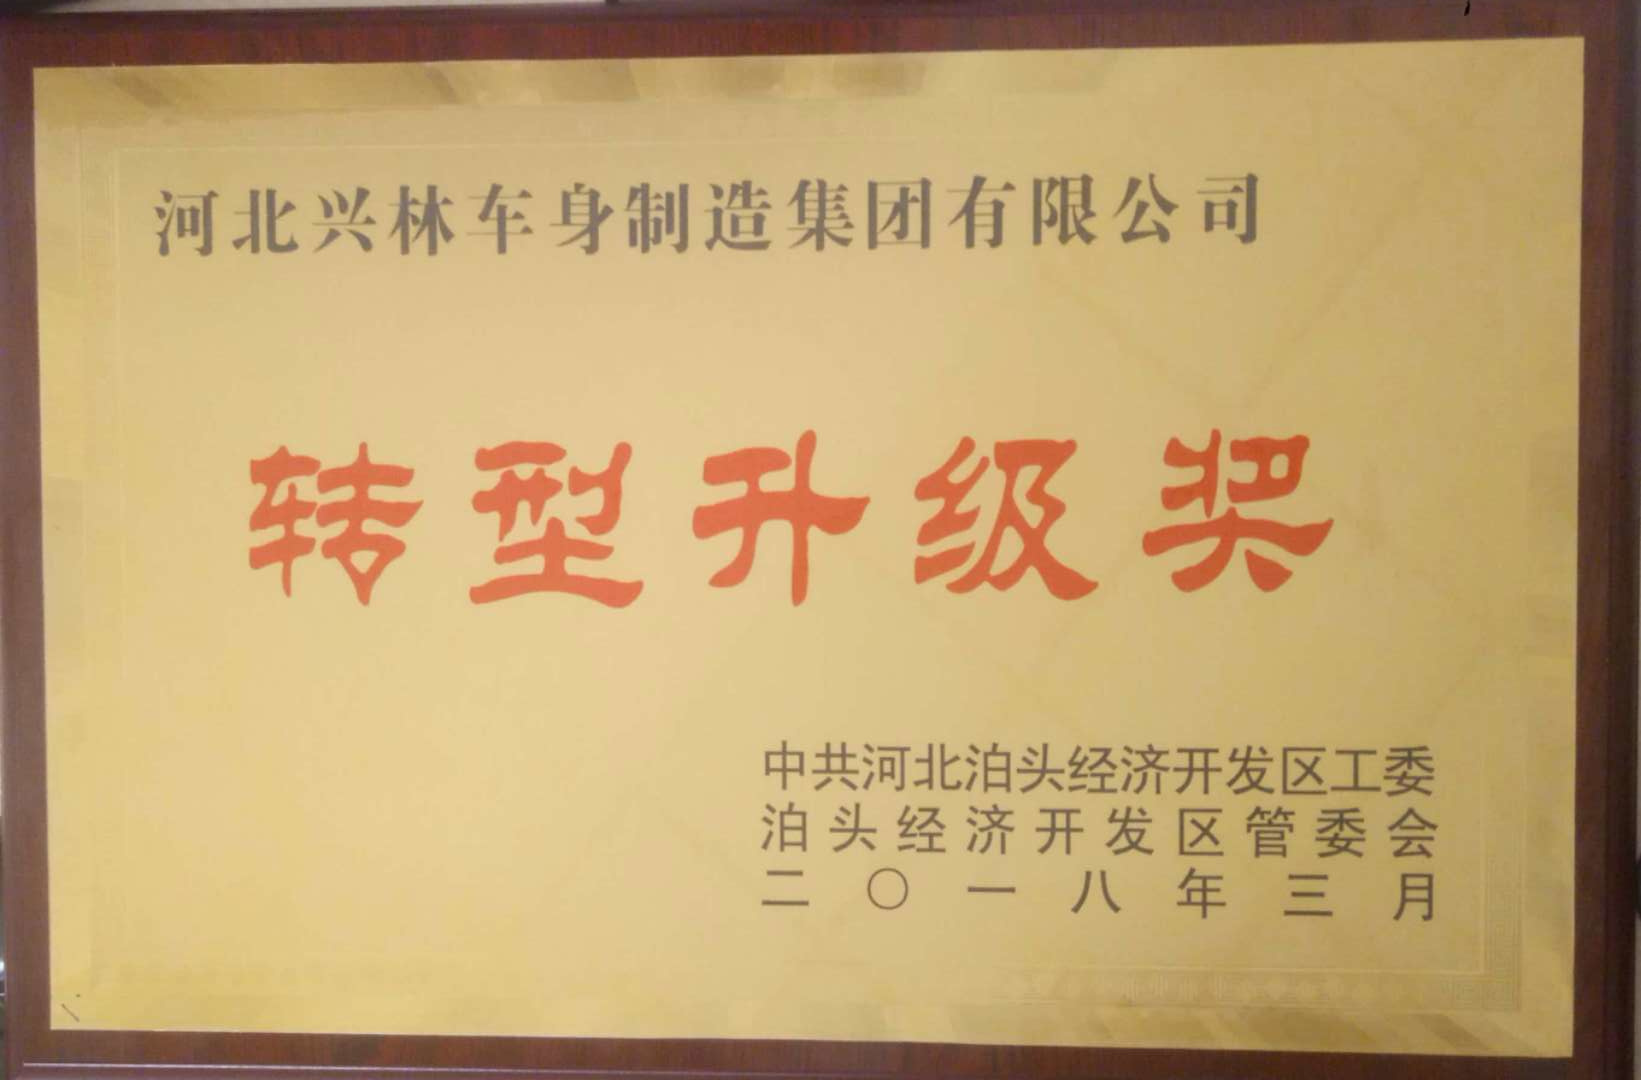 河北兴林车身制造集团有限公司
转型升级奖
中共河北泊头经济开发区工委
泊头经济开发区管委会
二〇一八年三月